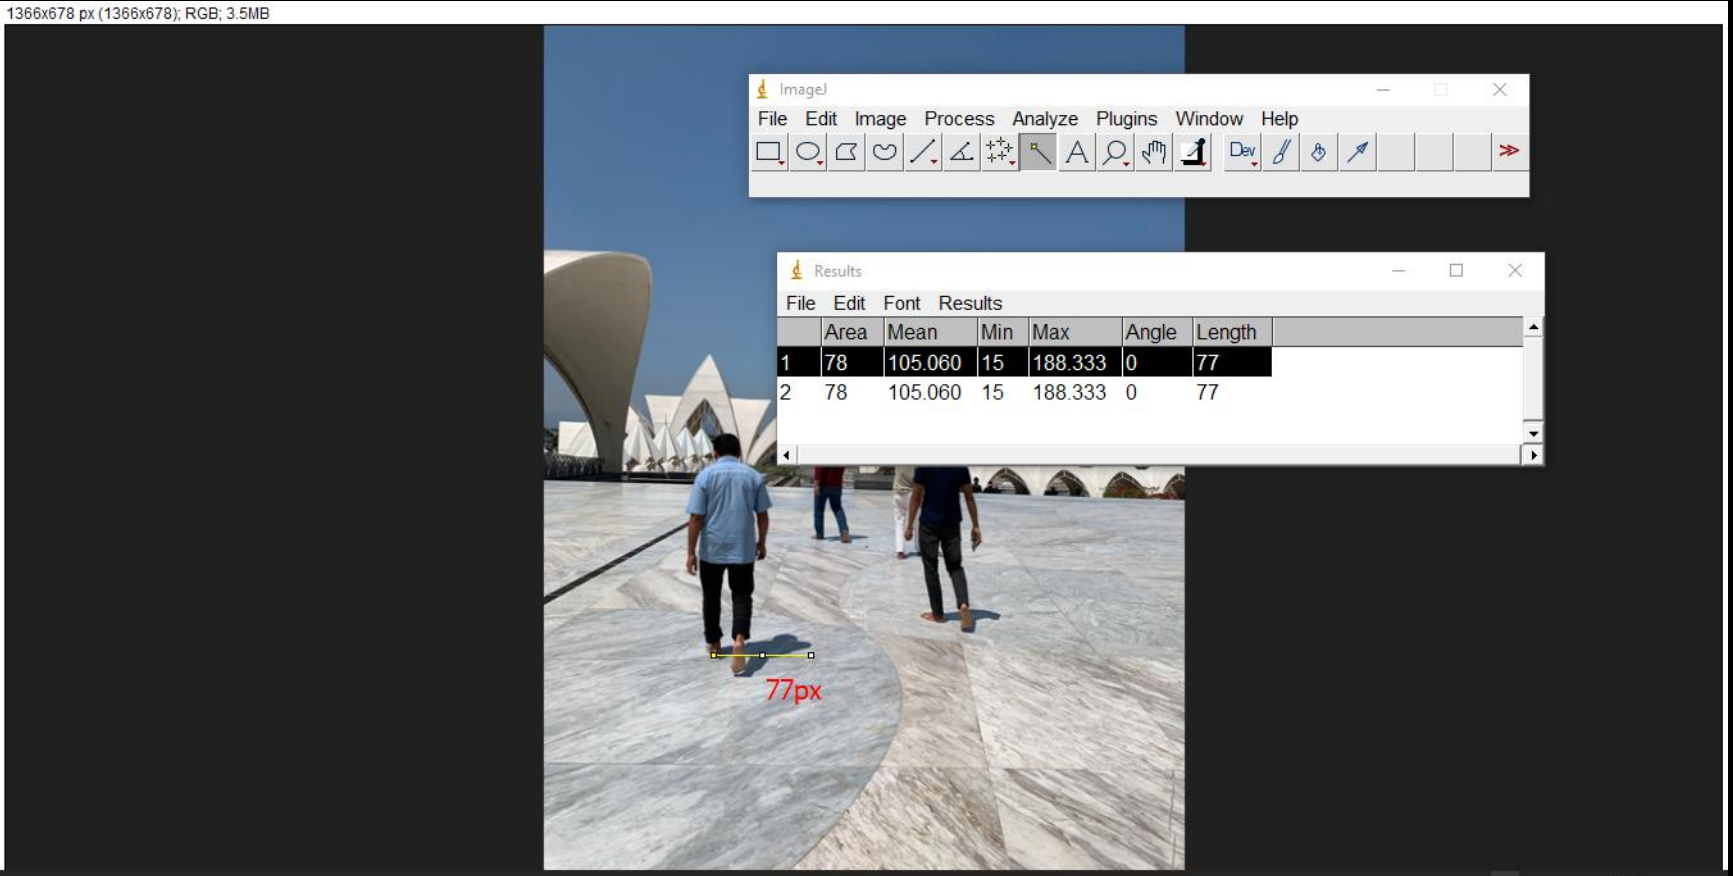 1366x678 px (1366x678); RGB; 3.5MB
ImageJ
File Edit Image Process Analyze Plugins Window Help
A Dev
Results
File Edit Font Results
Area Mean Min Max Angle Length
1 78 105.060 15 188.333 0 77
2 78 105.060 15 188.333 0 77
77px